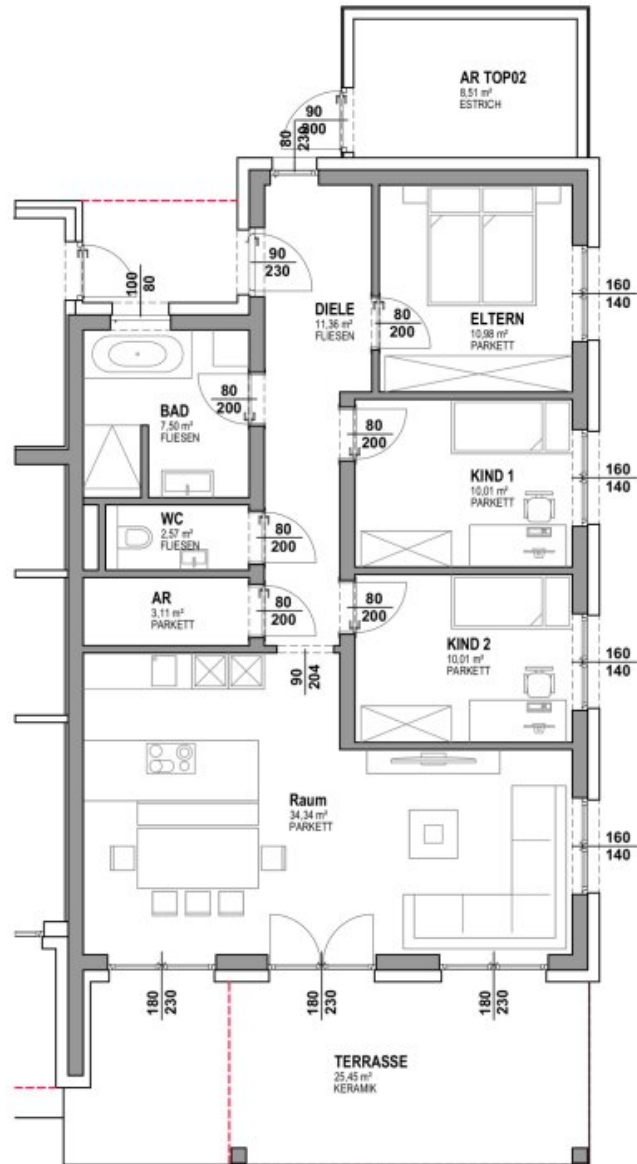 AR TOP02
8,51 m²
ESTRICH
90
200
80
230
90
230
100
80
DIELE
11,36 m²
FLIESEN
80
200
ELTERN
10,98 m²
PARKETT
160
140
BAD
7,50 m²
FLIESEN
80
200
80
200
KIND 1
10,01 m²
PARKETT
160
140
WC
2,57 m²
FLIESEN
80
200
AR
3,11 m²
PARKETT
80
200
80
200
KIND 2
10,01 m²
PARKETT
160
140
90
204
Raum
34,34 m²
PARKETT
160
140
180
230
180
230
180
230
TERRASSE
25,45 m²
KERAMIK